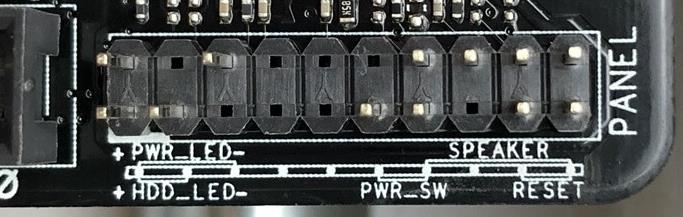 PANEL
+ PWR_LED-
SPEAKER
+ HDD_LED-
PWR_SW
RESET